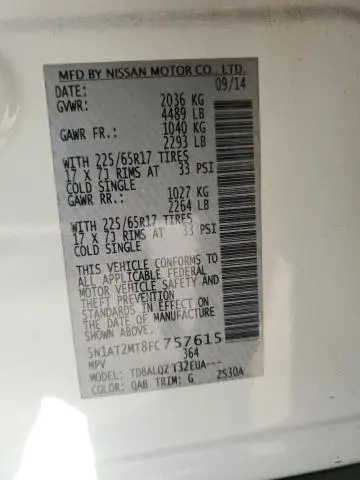 MFD BY NISSAN MOTOR CO., LTD.
DATE: 09/14
GVWR: 2036 KG
4489 LB
GAWR FR.: 1040 KG
2293 LB
WITH 225/65R17 TIRES
17 X 7J RIMS AT 33 PSI
COLD SINGLE
GAWR RR.: 1027 KG
2264 LB
WITH 225/65R17 TIRES
17 X 7J RIMS AT 33 PSI
COLD SINGLE
THIS VEHICLE CONFORMS TO
ALL APPLICABLE FEDERAL
MOTOR VEHICLE SAFETY AND
THEFT PREVENTION
STANDARDS IN EFFECT ON
THE DATE OF MANUFACTURE
SHOWN ABOVE.
5N1AT2MT8FC757615
MPV 364
MODEL: TDBALQZ T32EUA---
COLOR: QAB TRIM: G 2S30A